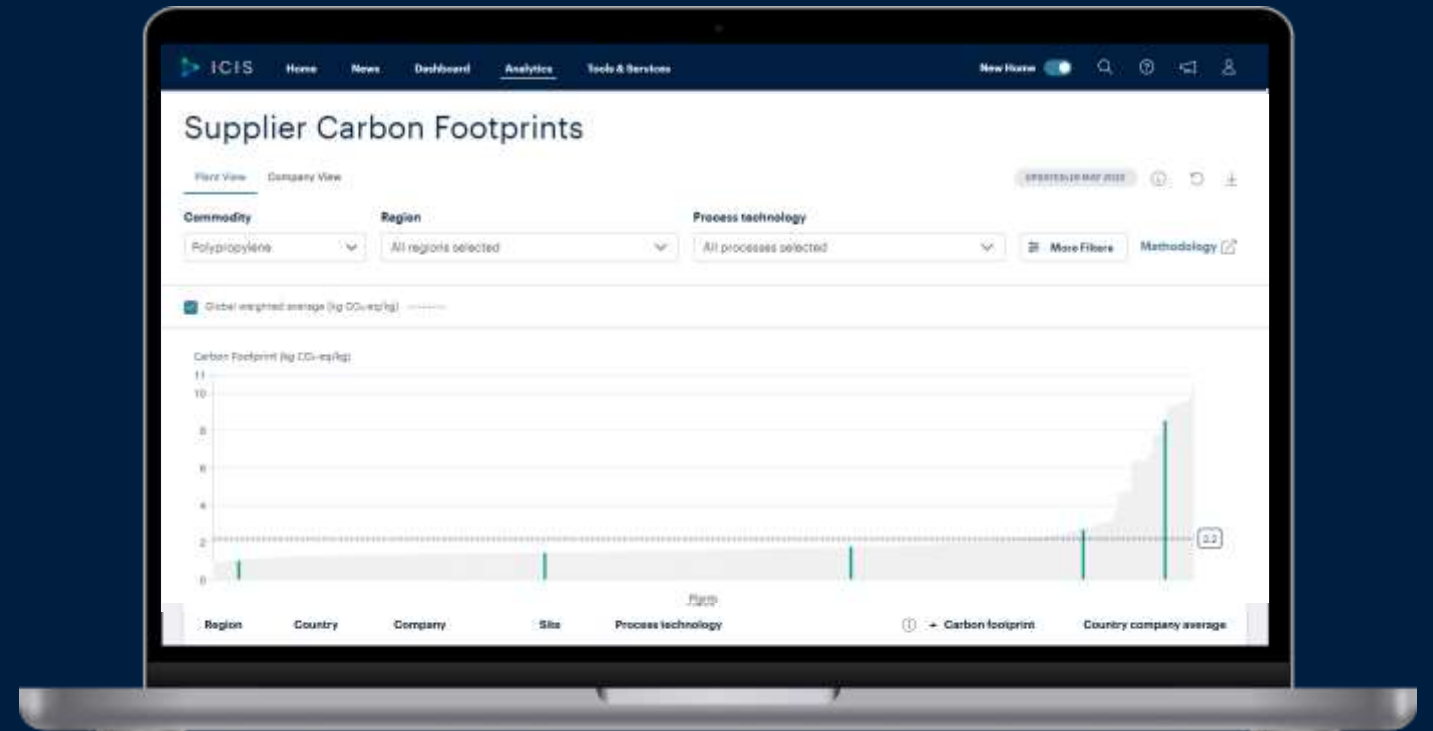 ICIS Home News Dashboard Analytics Tools & Services New Home
Supplier Carbon Footprints
Plant View Company View
Commodity Region Process technology
Polypropylene All regions selected All processes selected More Filters Methodology
Global weighted average (kg CO₂-eq/kg)
Carbon Footprint (kg CO₂-eq/kg)
11
10
8
6
4
2
2.2
0
Plants
Region Country Company Site Process technology Carbon footprint Country company average